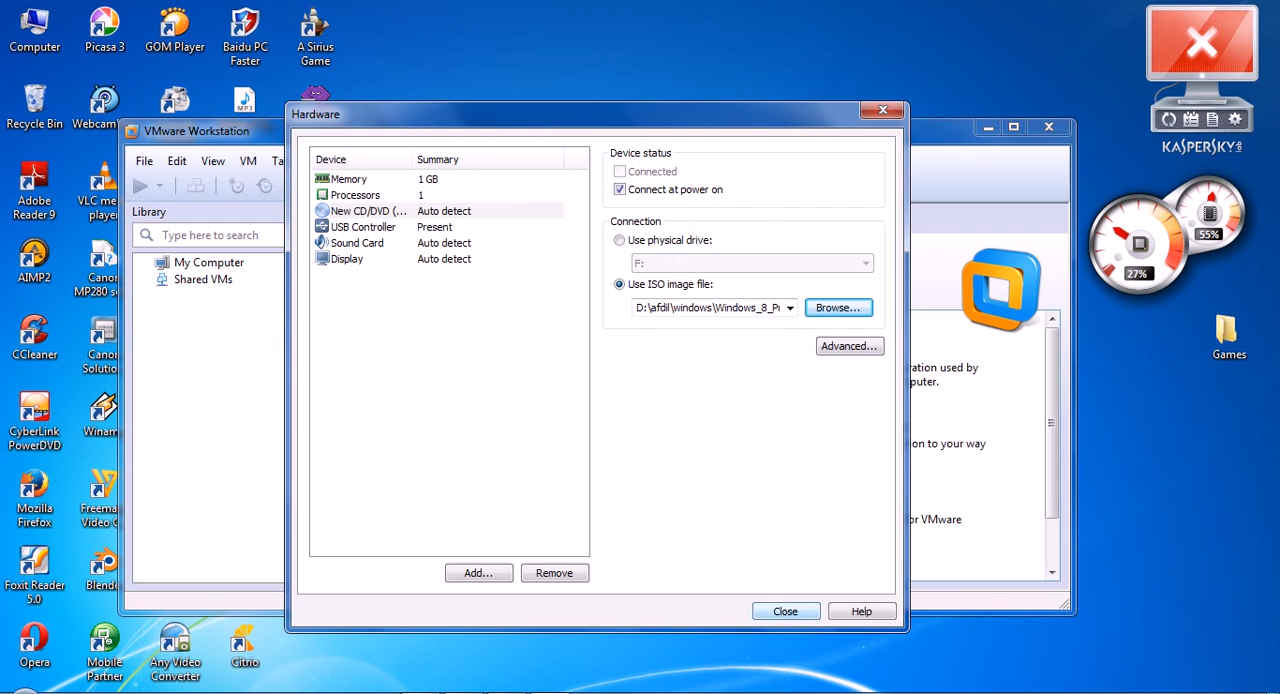 Computer
Picasa 3
GOM Player
Baidu PC
Faster
A Sirius
Game
Recycle Bin
Webcam
MP3
Adobe
Reader 9
VLC me
player
AIMP2
Canon
MP280 s
CCleaner
Canon
Solutio
CyberLink
PowerDVD
Winam
Mozilla
Firefox
Freema
Video C
Foxit Reader
5.0
Blende
Opera
Mobile
Partner
Any Video
Converter
Citrio
VMware Workstation
File Edit View VM Ta
Library
Type here to search
My Computer
Shared VMs
Hardware
Device Summary
Memory 1 GB
Processors 1
New CD/DVD (... Auto detect
USB Controller Present
Sound Card Auto detect
Display Auto detect
Add... Remove
Device status
Connected
Connect at power on
Connection
Use physical drive:
F:
Use ISO image file:
D:\afdil\windows\Windows_8_Pr
Browse...
Advanced...
Close Help
ration used by
puter.
on to your way
or VMware
KASPERSKY
27%
55%
Games